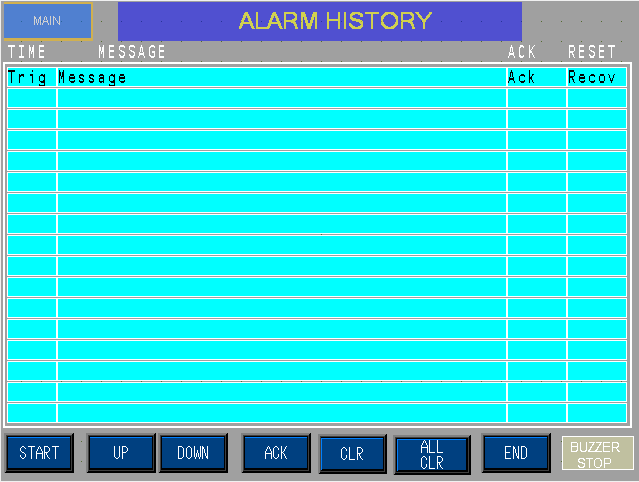 MAIN
ALARM HISTORY
TIME MESSAGE ACK RESET
Trig Message Ack Recov
START UP DOWN ACK CLR ALL CLR END BUZZER STOP